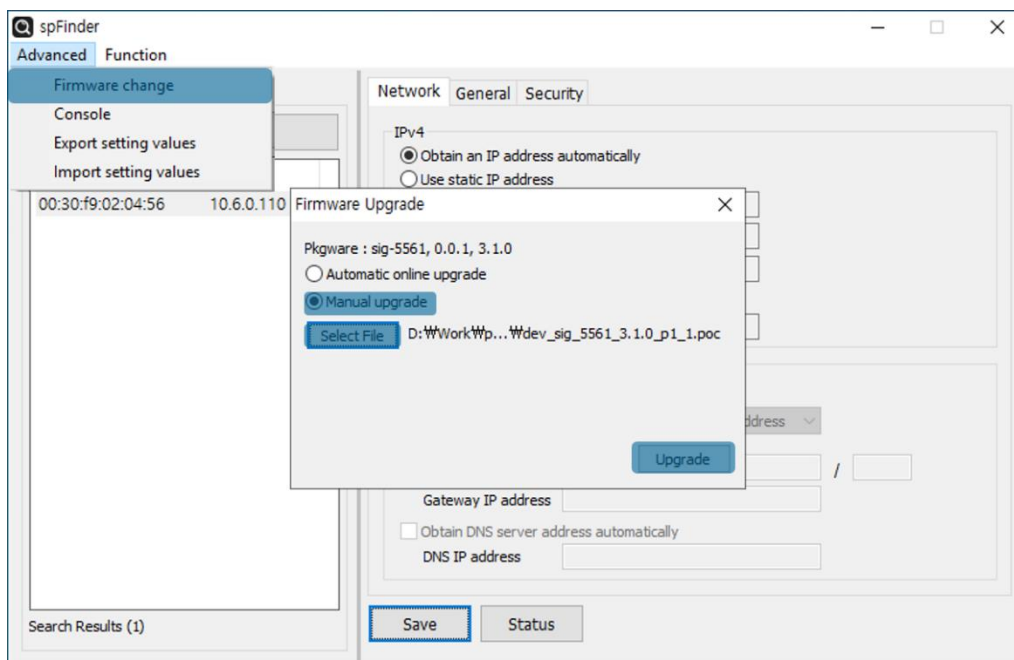 spFinder
Advanced Function
Firmware change
Console
Export setting values
Import setting values
00:30:f9:02:04:56 10.6.0.110
Search Results (1)
Network General Security
IPv4
Obtain an IP address automatically
Use static IP address
Firmware Upgrade
Pkgware : sig-5561, 0.0.1, 3.1.0
Automatic online upgrade
Manual upgrade
Select File D:₩Work₩p...₩dev_sig_5561_3.1.0_p1_1.poc
Upgrade
/
Gateway IP address
Obtain DNS server address automatically
DNS IP address
Save Status